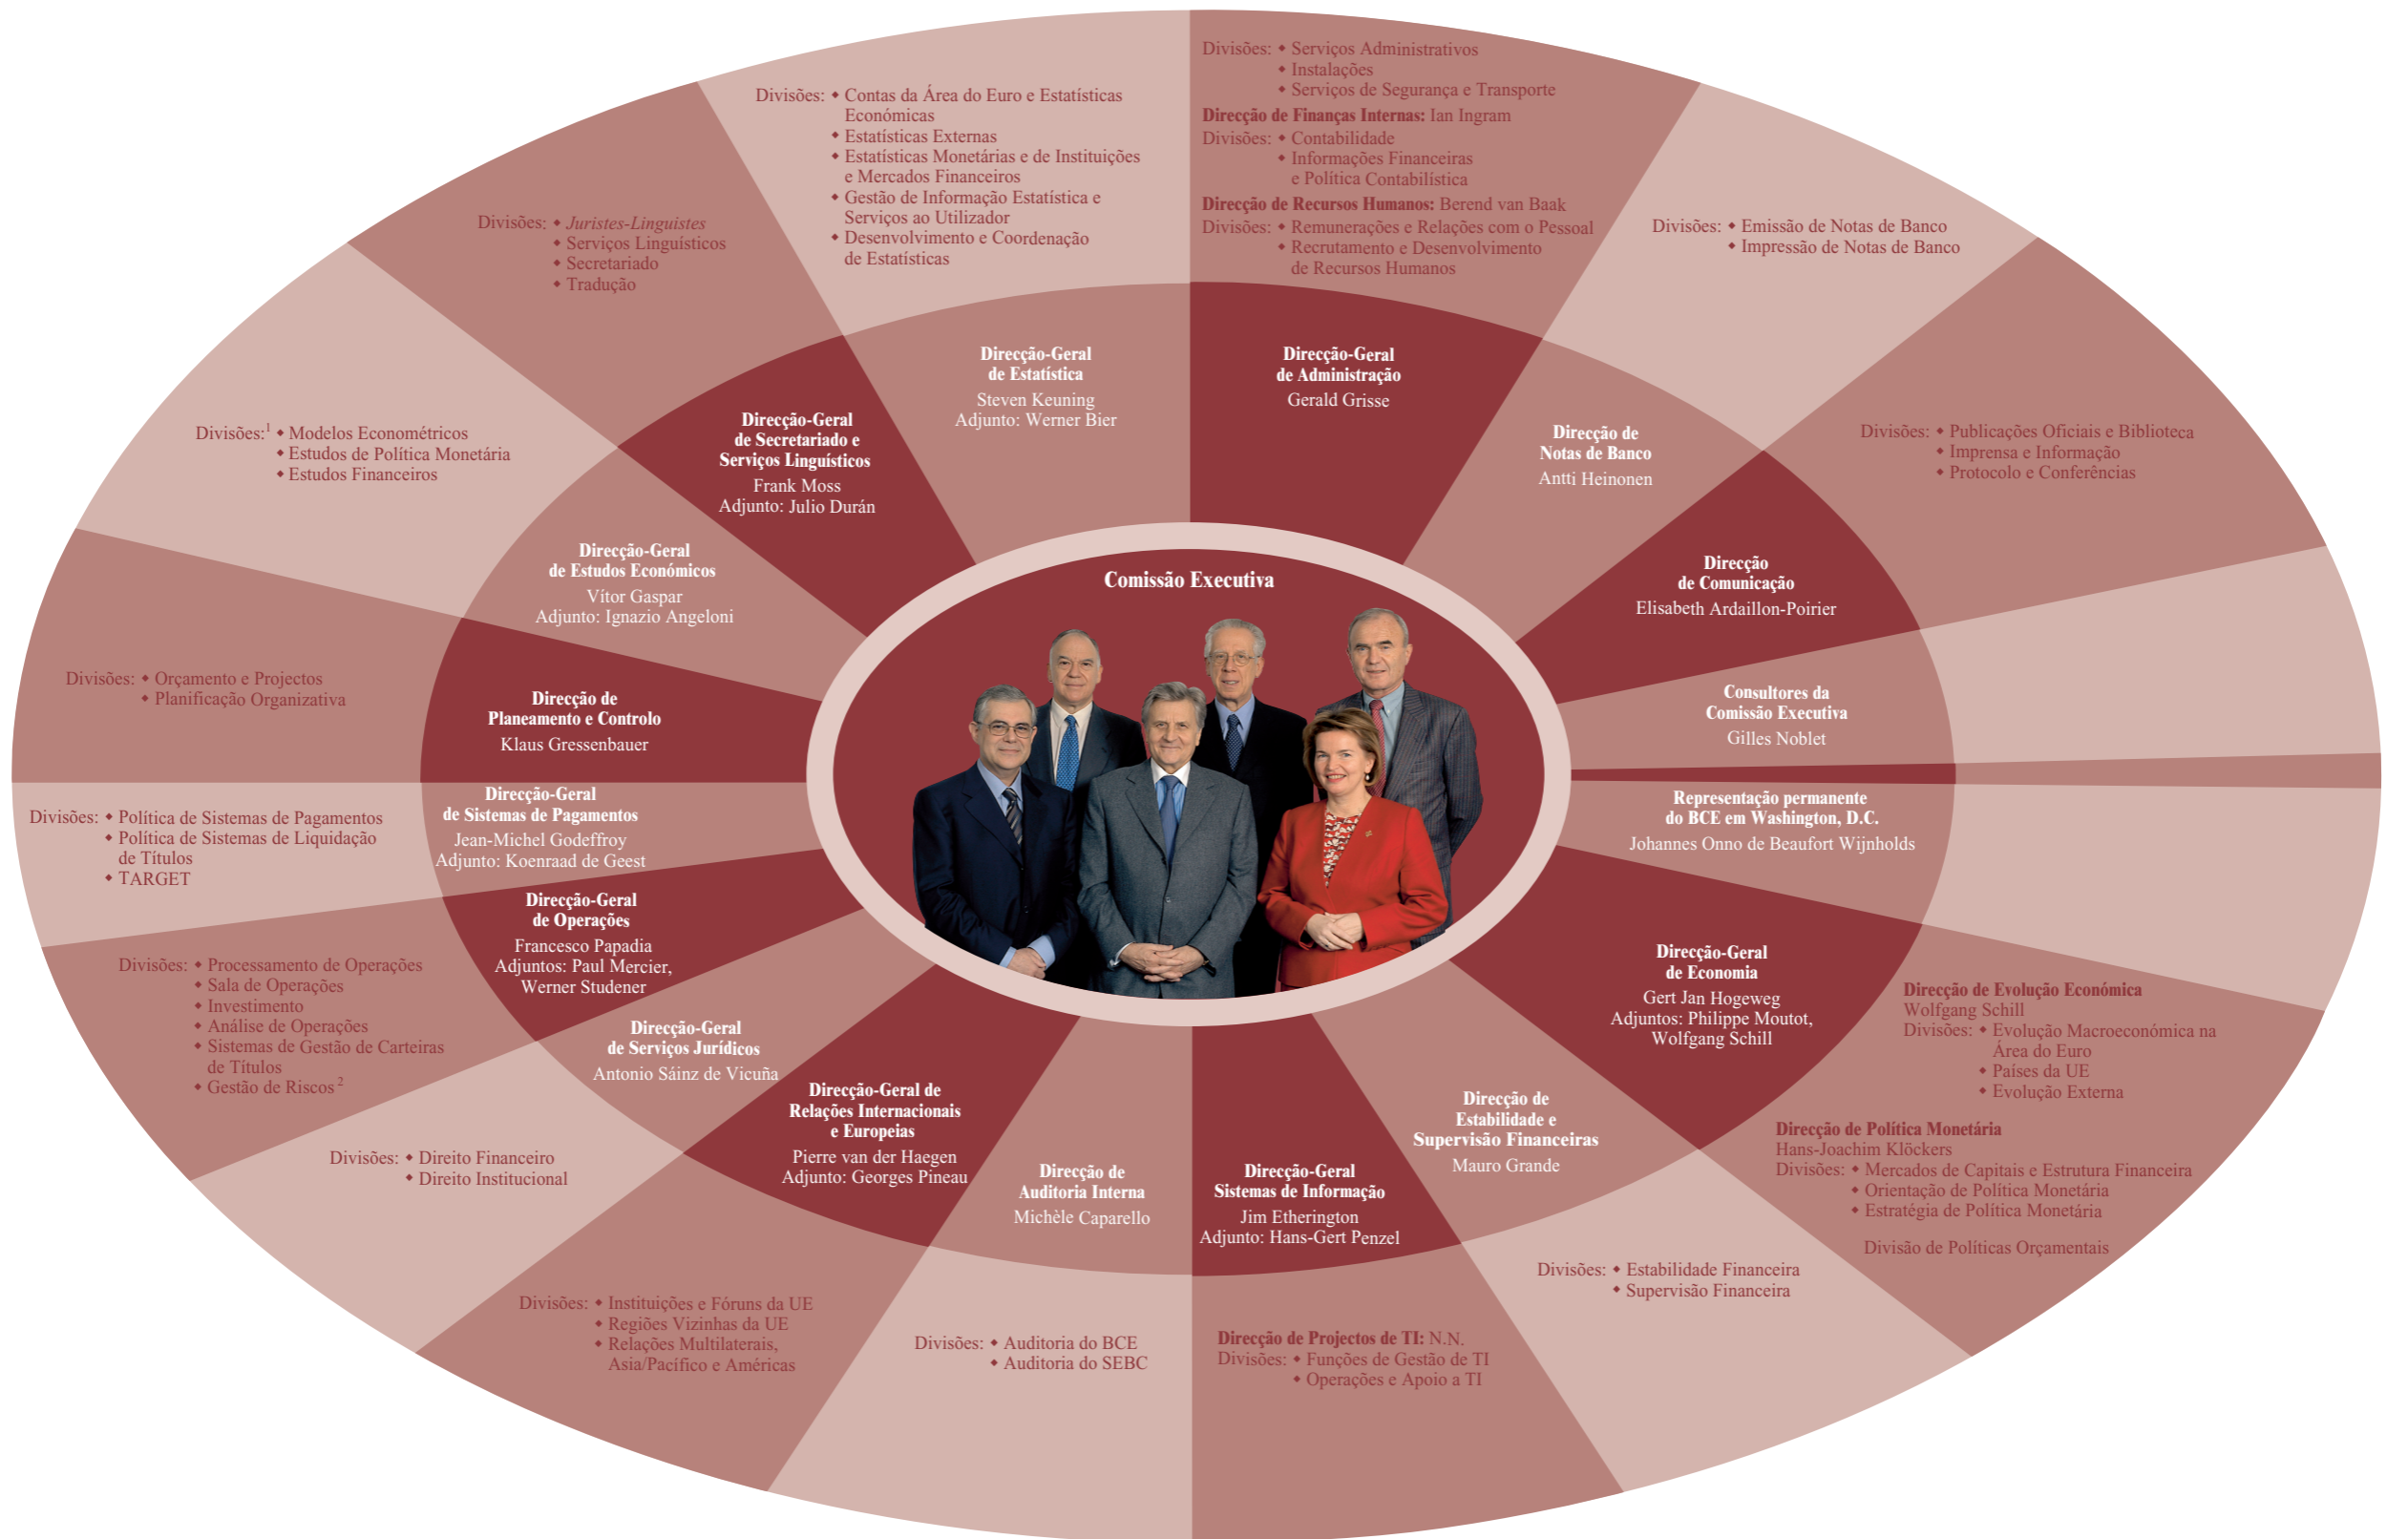 Comissão Executiva
Direcção-Geral
de Administração
Gerald Grisse
Divisões: ◆ Serviços Administrativos
◆ Instalações
◆ Serviços de Segurança e Transporte
Direcção de Finanças Internas: Ian Ingram
Divisões: ◆ Contabilidade
◆ Informações Financeiras
e Política Contabilística
Direcção de Recursos Humanos: Berend van Baak
Divisões: ◆ Remunerações e Relações com o Pessoal
◆ Recrutamento e Desenvolvimento
de Recursos Humanos
Direcção de
Notas de Banco
Antti Heinonen
Divisões: ◆ Emissão de Notas de Banco
◆ Impressão de Notas de Banco
Direcção
de Comunicação
Elisabeth Ardaillon-Poirier
Divisões: ◆ Publicações Oficiais e Biblioteca
◆ Imprensa e Informação
◆ Protocolo e Conferências
Consultores da
Comissão Executiva
Gilles Noblet
Representação permanente
do BCE em Washington, D.C.
Johannes Onno de Beaufort Wijnholds
Direcção-Geral
de Economia
Gert Jan Hogeweg
Adjuntos: Philippe Moutot,
Wolfgang Schill
Direcção de Evolução Económica
Wolfgang Schill
Divisões: ◆ Evolução Macroeconómica na
Área do Euro
◆ Países da UE
◆ Evolução Externa
Direcção de Política Monetária
Hans-Joachim Klöckers
Divisões: ◆ Mercados de Capitais e Estrutura Financeira
◆ Orientação de Política Monetária
◆ Estratégia de Política Monetária
Divisão de Políticas Orçamentais
Direcção de
Estabilidade e
Supervisão Financeiras
Mauro Grande
Divisões: ◆ Estabilidade Financeira
◆ Supervisão Financeira
Direcção-Geral
Sistemas de Informação
Jim Etherington
Adjunto: Hans-Gert Penzel
Direcção de Projectos de TI: N.N.
Divisões: ◆ Funções de Gestão de TI
◆ Operações e Apoio a TI
Direcção de
Auditoria Interna
Michèle Caparello
Divisões: ◆ Auditoria do BCE
◆ Auditoria do SEBC
Direcção-Geral de
Relações Internacionais
e Europeias
Pierre van der Haegen
Adjunto: Georges Pineau
Divisões: ◆ Instituições e Fóruns da UE
◆ Regiões Vizinhas da UE
◆ Relações Multilaterais,
Asia/Pacífico e Américas
Direcção-Geral
de Serviços Jurídicos
Antonio Sáinz de Vicuña
Divisões: ◆ Direito Financeiro
◆ Direito Institucional
Direcção-Geral
de Operações
Francesco Papadia
Adjuntos: Paul Mercier,
Werner Studener
Divisões: ◆ Processamento de Operações
◆ Sala de Operações
◆ Investimento
◆ Análise de Operações
◆ Sistemas de Gestão de Carteiras
de Títulos
◆ Gestão de Riscos 2
Direcção-Geral
de Sistemas de Pagamentos
Jean-Michel Godeffroy
Adjunto: Koenraad de Geest
Divisões: ◆ Política de Sistemas de Pagamentos
◆ Política de Sistemas de Liquidação
de Títulos
◆ TARGET
Direcção de
Planeamento e Controlo
Klaus Gressenbauer
Divisões: ◆ Orçamento e Projectos
◆ Planificação Organizativa
Direcção-Geral
de Estudos Económicos
Vítor Gaspar
Adjunto: Ignazio Angeloni
Divisões:1 ◆ Modelos Econométricos
◆ Estudos de Política Monetária
◆ Estudos Financeiros
Direcção-Geral
de Secretariado e
Serviços Linguísticos
Frank Moss
Adjunto: Julio Durán
Divisões: ◆ Juristes-Linguistes
◆ Serviços Linguísticos
◆ Secretariado
◆ Tradução
Direcção-Geral
de Estatística
Steven Keuning
Adjunto: Werner Bier
Divisões: ◆ Contas da Área do Euro e Estatísticas
Económicas
◆ Estatísticas Externas
◆ Estatísticas Monetárias e de Instituições
e Mercados Financeiros
◆ Gestão de Informação Estatística e
Serviços ao Utilizador
◆ Desenvolvimento e Coordenação
de Estatísticas